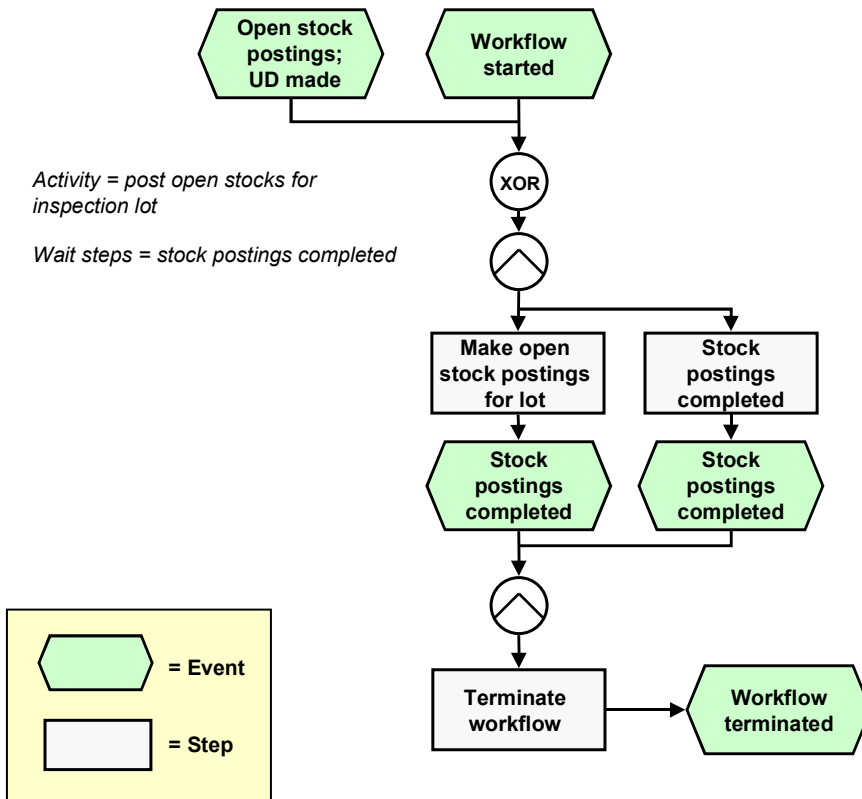 Open stock
postings;
UD made
Workflow
started
Activity = post open stocks for
inspection lot
Wait steps = stock postings completed
XOR
Make open
stock postings
for lot
Stock
postings
completed
Stock
postings
completed
Stock
postings
completed
= Event
= Step
Terminate
workflow
Workflow
terminated